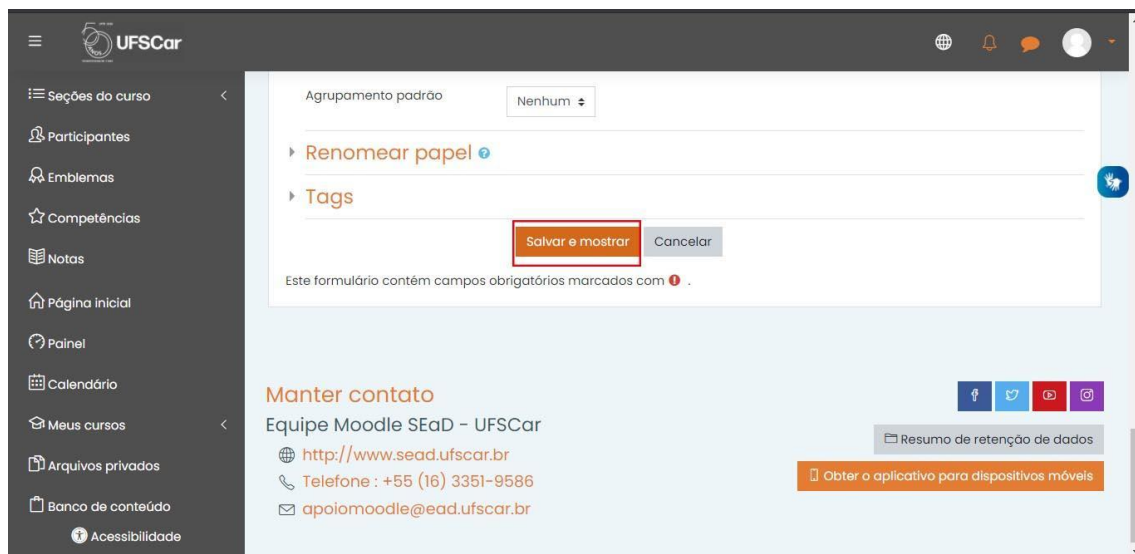 UFSCar
Seções do curso
Participantes
Emblemas
Competências
Notas
Página inicial
Painel
Calendário
Meus cursos
Arquivos privados
Banco de conteúdo
Acessibilidade
Agrupamento padrão
Nenhum
Renomear papel
Tags
Salvar e mostrar
Cancelar
Este formulário contém campos obrigatórios marcados com .
Manter contato
Equipe Moodle SEaD - UFSCar
http://www.sead.ufscar.br
Telefone : +55 (16) 3351-9586
apoiomoodle@ead.ufscar.br
Resumo de retenção de dados
Obter o aplicativo para dispositivos móveis